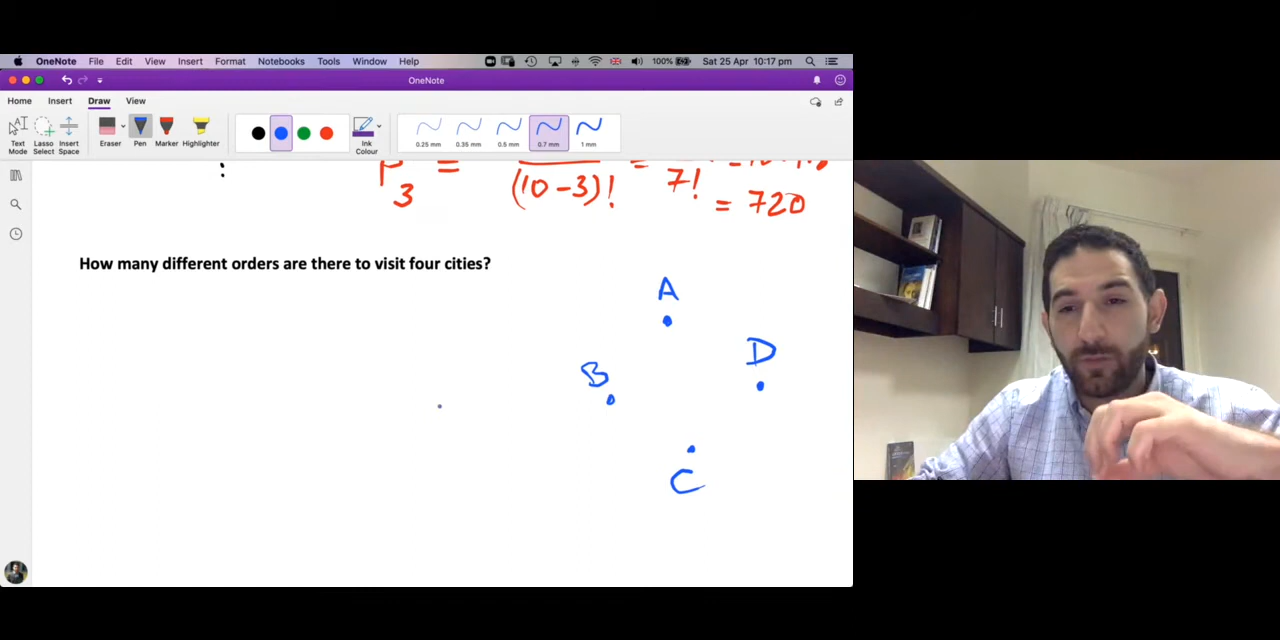 OneNote File Edit View Insert Format Notebooks Tools Window Help 100% Sat 25 Apr 10:17 pm
OneNote
Home Insert Draw View
Text Mode Lasso Select Insert Space Eraser Pen Marker Highlighter Ink Colour 0.25 mm 0.35 mm 0.5 mm 0.7 mm 1 mm
: P 3 = (10-3)! = 7!
= 720
How many different orders are there to visit four cities?
A
D
B
C